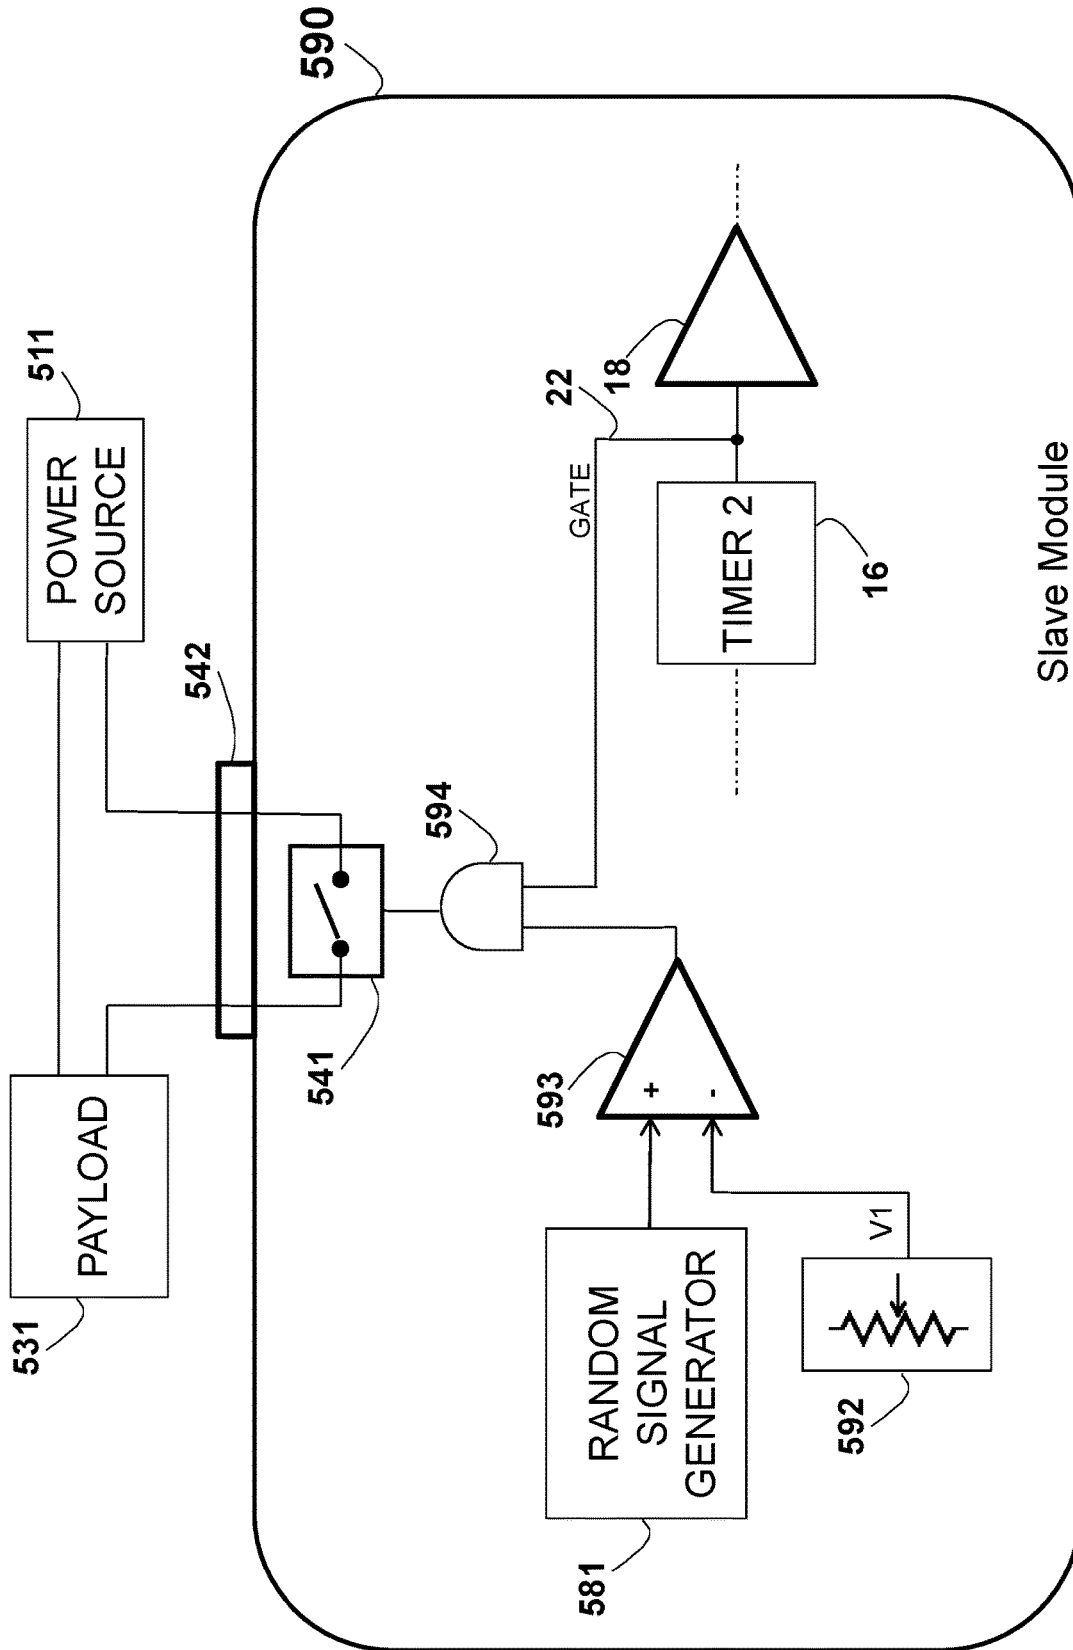 531
PAYLOAD
POWER
SOURCE
511
590
542
541
594
GATE
22
593
+
-
18
RANDOM
SIGNAL
GENERATOR
581
V1
592
TIMER 2
16
Slave Module